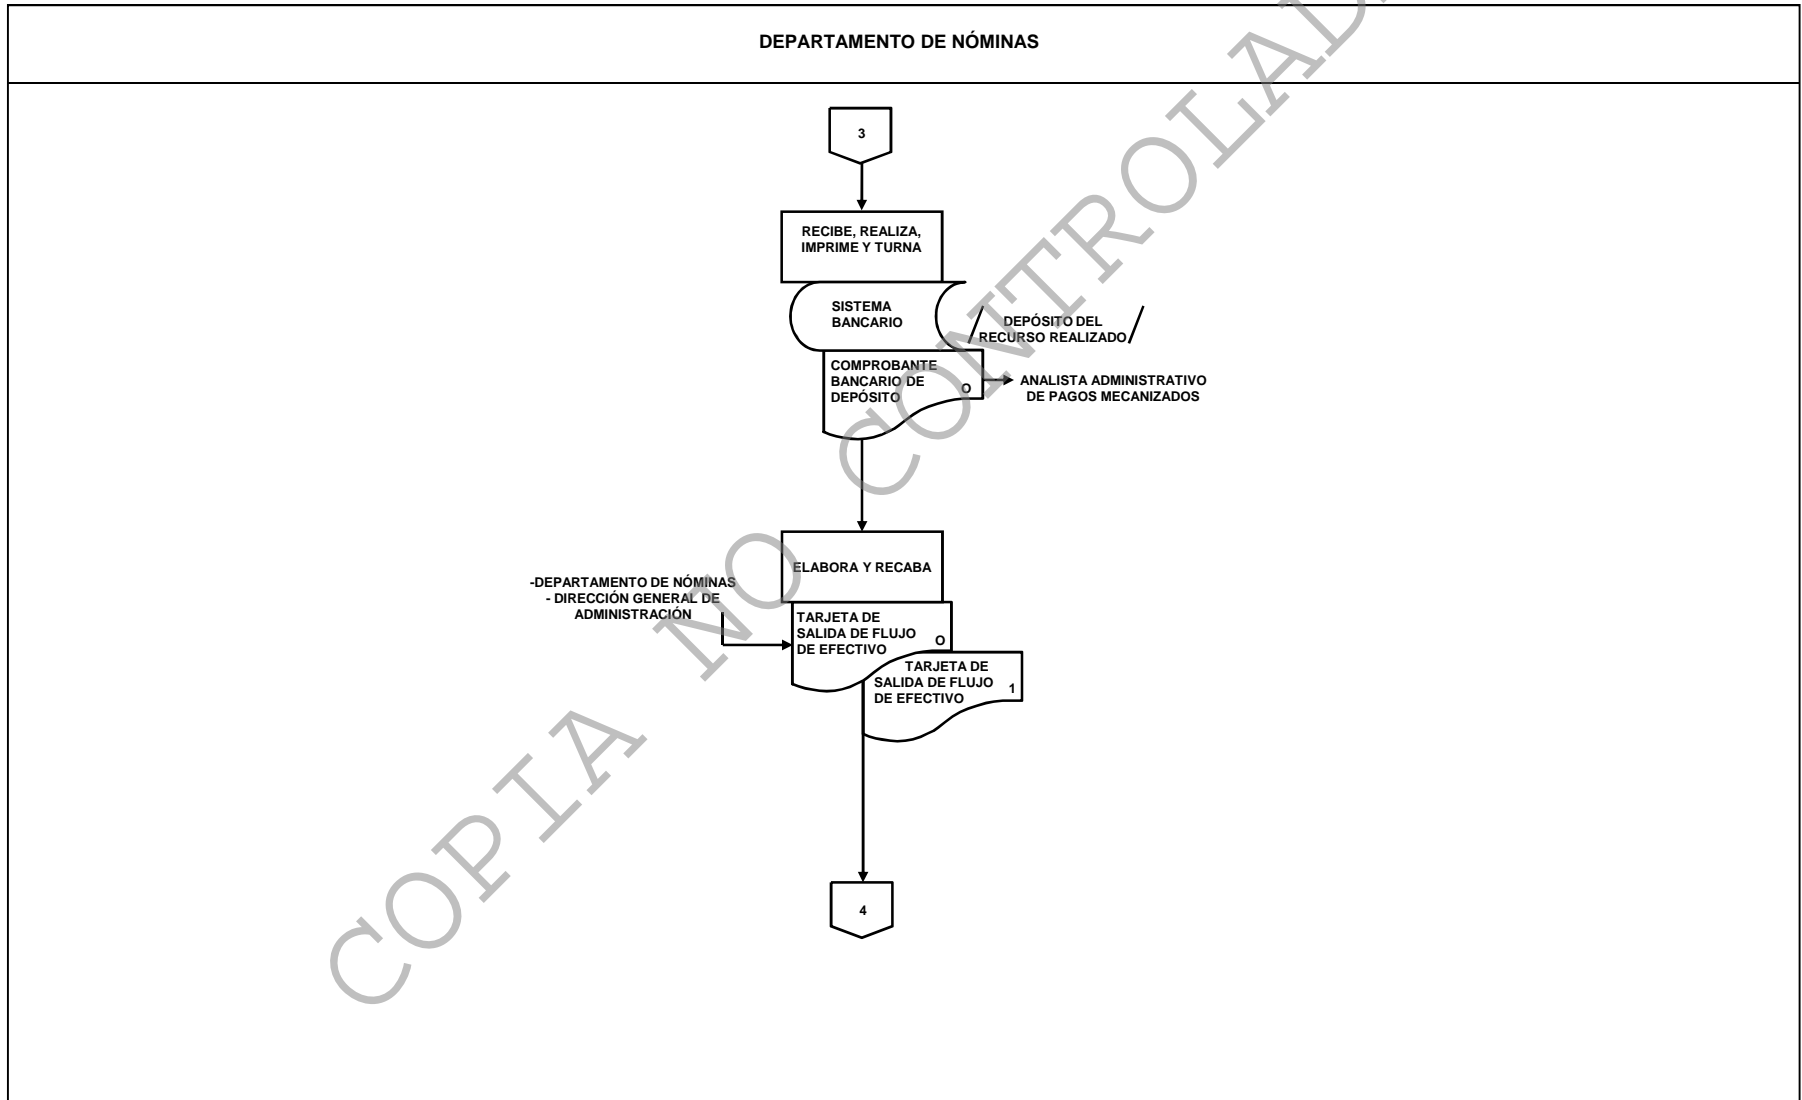 DEPARTAMENTO DE NÓMINAS
3
RECIBE, REALIZA,
IMPRIME Y TURNA
SISTEMA
BANCARIO
DEPÓSITO DEL
RECURSO REALIZADO
COMPROBANTE
BANCARIO DE
DEPÓSITO
O
ANALISTA ADMINISTRATIVO
DE PAGOS MECANIZADOS
ELABORA Y RECABA
-DEPARTAMENTO DE NÓMINAS
- DIRECCIÓN GENERAL DE
ADMINISTRACIÓN
TARJETA DE
SALIDA DE FLUJO
DE EFECTIVO
O
TARJETA DE
SALIDA DE FLUJO
DE EFECTIVO
1
4
COPIA NO CONTROLAD